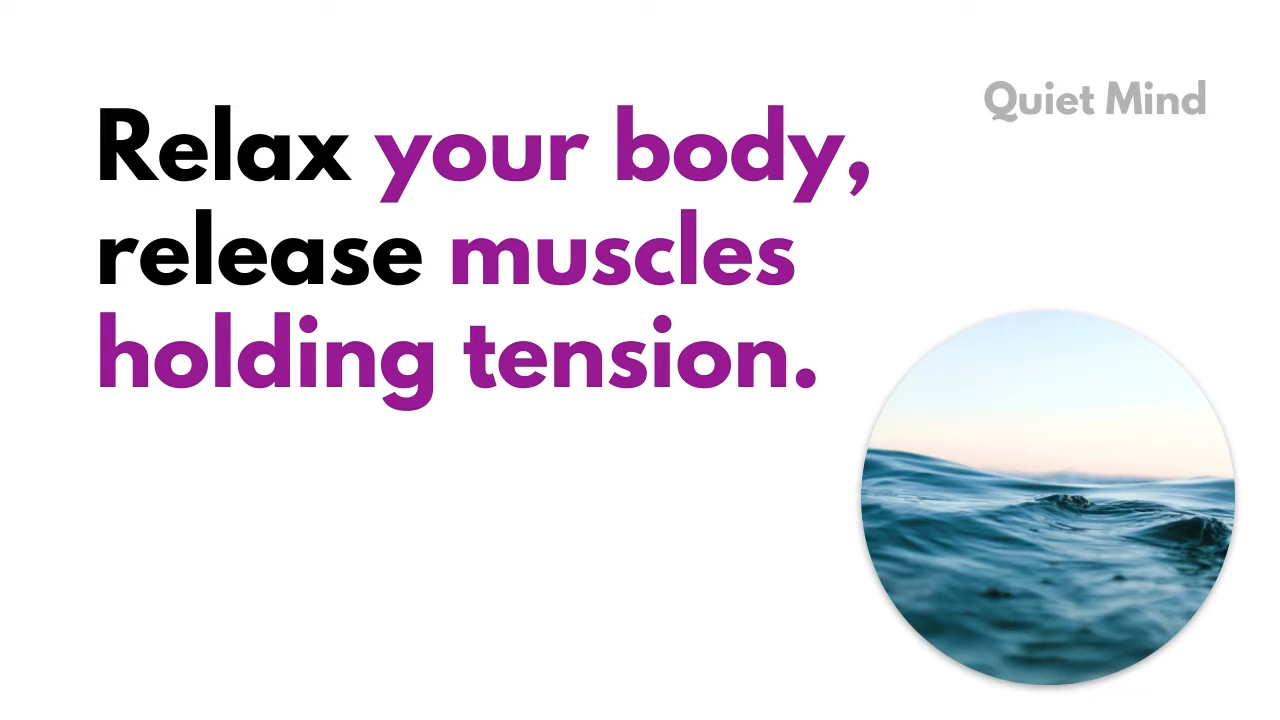 Quiet Mind
Relax your body,
release muscles
holding tension.